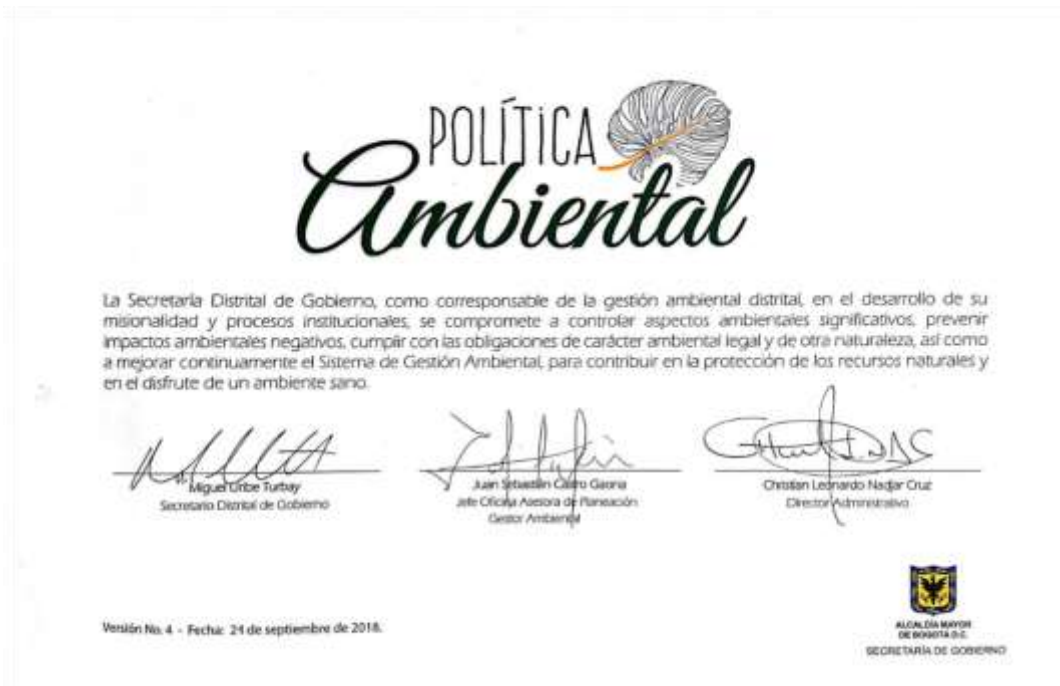 POLÍTICA
Ambiental
La Secretaría Distrital de Gobierno, como corresponsable de la gestión ambiental distrital, en el desarrollo de su
misionalidad y procesos institucionales, se compromete a controlar aspectos ambientales significativos, prevenir
impactos ambientales negativos, cumplir con las obligaciones de carácter ambiental legal y de otra naturaleza, así como
a mejorar continuamente el Sistema de Gestión Ambiental, para contribuir en la protección de los recursos naturales y
en el disfrute de un ambiente sano.
Miguel Uribe Turbay
Secretario Distrital de Gobierno
Juan Sebastián Castro Gaona
Jefe Oficina Asesora de Planeación
Gestor Ambiental
Christian Leonardo Nadjar Cruz
Director Administrativo
Versión No. 4 - Fecha: 24 de septiembre de 2018.
ALCALDÍA MAYOR
DE BOGOTÁ D.C.
SECRETARÍA DE GOBIERNO